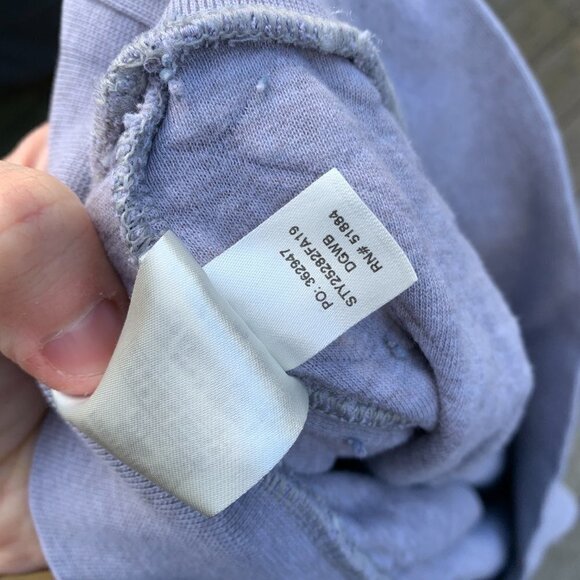 PO: 362947
STY25282FA19
DGWB
RN# 51884